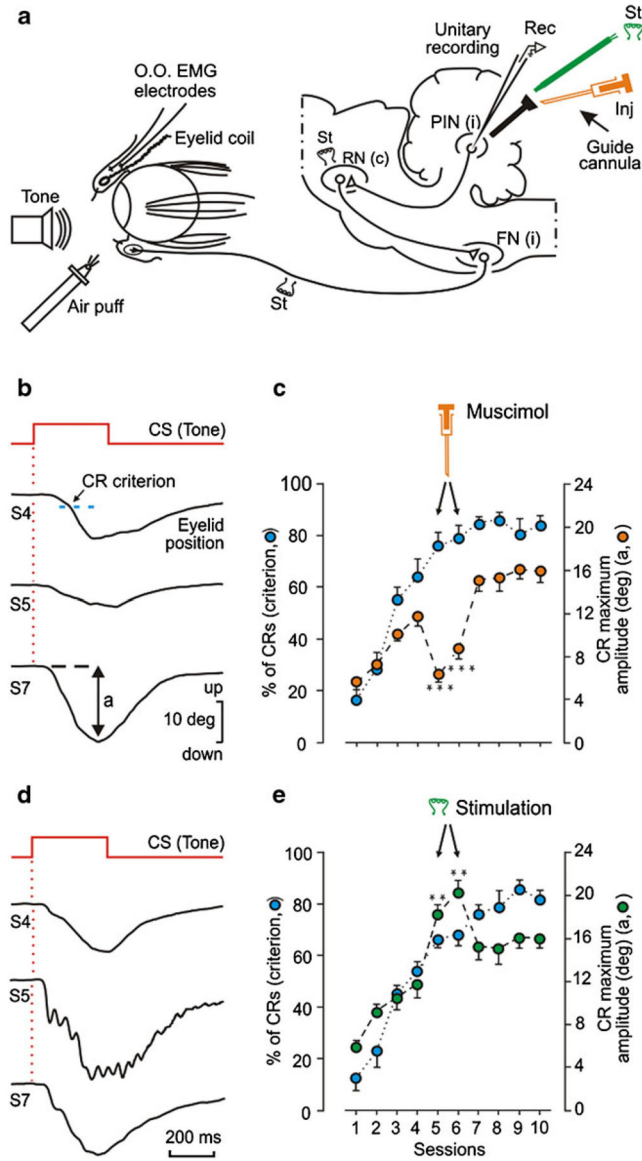 a
O.O. EMG
electrodes
Eyelid coil
Tone
Air puff
St
Unitary
recording
Rec
St
Inj
Guide
cannula
PIN (i)
St
RN (c)
FN (i)
b
CS (Tone)
CR criterion
S4
Eyelid
position
S5
S7
a
up
10 deg
down
c
Muscimol
% of CRs (criterion, )
100
80
60
40
20
0
* * *
* * *
24
20
16
12
8
4
0
CR maximum
amplitude (deg) (a, )
d
CS (Tone)
S4
S5
S7
200 ms
e
Stimulation
% of CRs (criterion, )
100
80
60
40
20
0
* *
* *
24
20
16
12
8
4
0
CR maximum
amplitude (deg) (a, )
1 2 3 4 5 6 7 8 9 10
Sessions